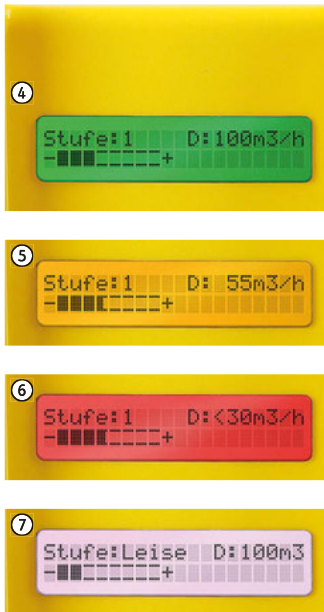 4
Stufe:1 D:100m3/h
-+
5
Stufe:1 D: 55m3/h
-+
6
Stufe:1 D:<30m3/h
-+
7
Stufe:Leise D:100m3
-+